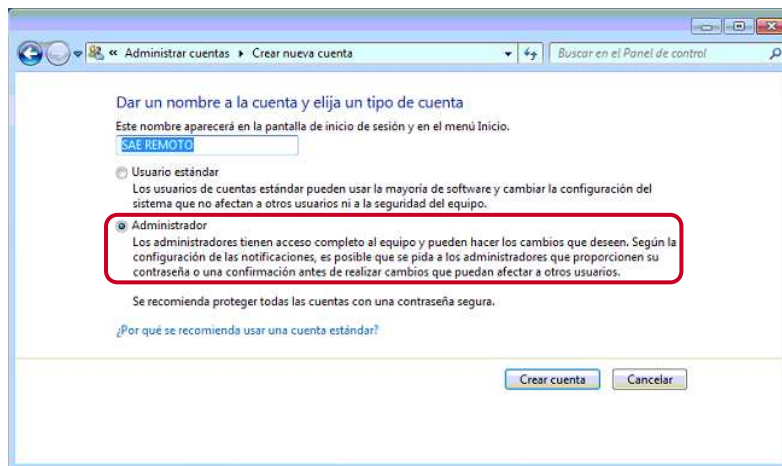 « Administrar cuentas ▸ Crear nueva cuenta
Buscar en el Panel de control
Dar un nombre a la cuenta y elija un tipo de cuenta
Este nombre aparecerá en la pantalla de inicio de sesión y en el menú Inicio.
SAE REMOTO
Usuario estándar
Los usuarios de cuentas estándar pueden usar la mayoría de software y cambiar la configuración del
sistema que no afectan a otros usuarios ni a la seguridad del equipo.
Administrador
Los administradores tienen acceso completo al equipo y pueden hacer los cambios que deseen. Según la
configuración de las notificaciones, es posible que se pida a los administradores que proporcionen su
contraseña o una confirmación antes de realizar cambios que puedan afectar a otros usuarios.
Se recomienda proteger todas las cuentas con una contraseña segura.
¿Por qué se recomienda usar una cuenta estándar?
Crear cuenta Cancelar